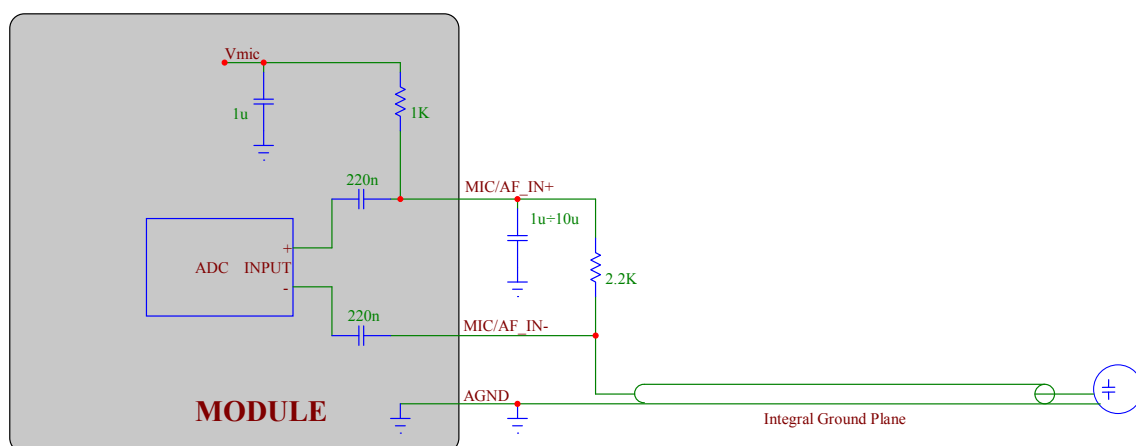 Vmic
1u
1K
220n
MIC/AF_IN+
1u÷10u
+
ADC INPUT
2.2K
-
220n
MIC/AF_IN-
AGND
MODULE
Integral Ground Plane